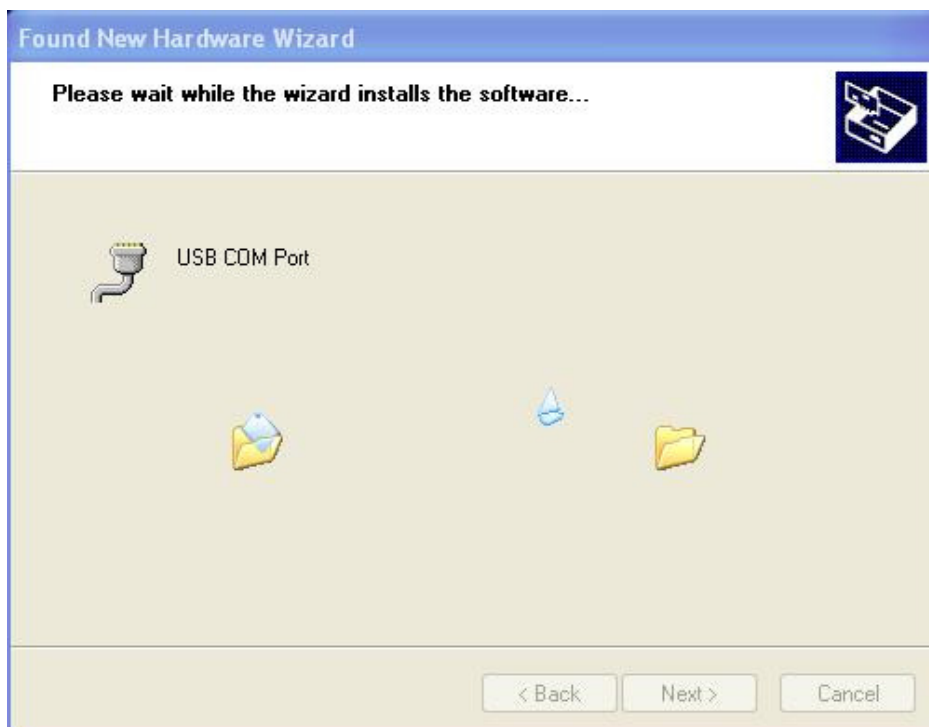 Found New Hardware Wizard
Please wait while the wizard installs the software...
USB COM Port
< Back Next > Cancel